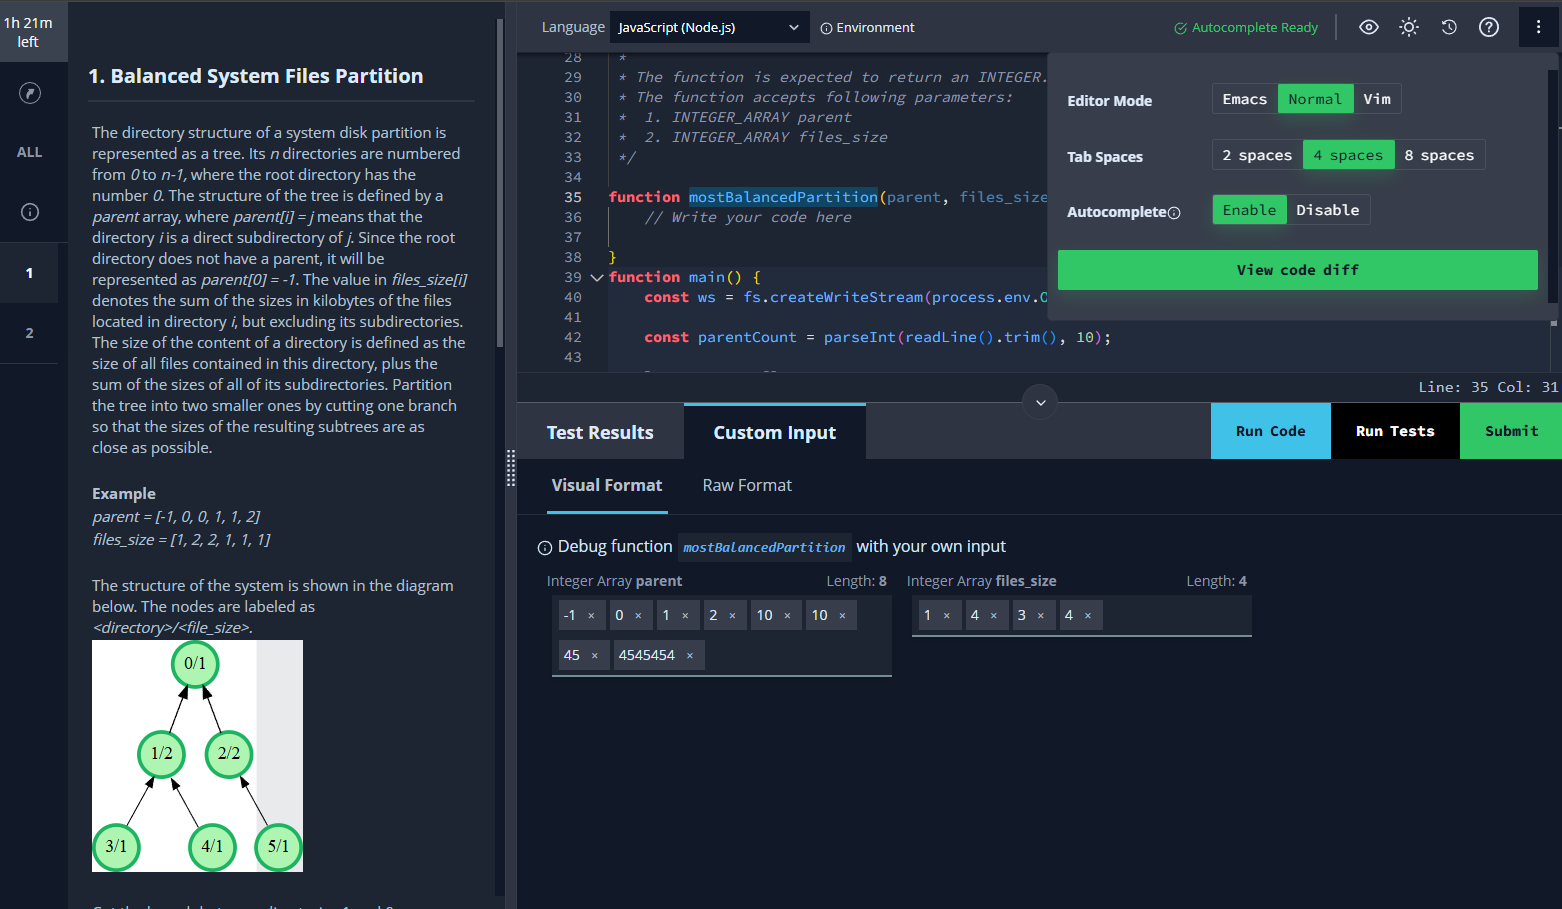 1h 21m
left
ALL
1
2
1. Balanced System Files Partition
The directory structure of a system disk partition is
represented as a tree. Its n directories are numbered
from 0 to n-1, where the root directory has the
number 0. The structure of the tree is defined by a
parent array, where parent[i] = j means that the
directory i is a direct subdirectory of j. Since the root
directory does not have a parent, it will be
represented as parent[0] = -1. The value in files_size[i]
denotes the sum of the sizes in kilobytes of the files
located in directory i, but excluding its subdirectories.
The size of the content of a directory is defined as the
size of all files contained in this directory, plus the
sum of the sizes of all of its subdirectories. Partition
the tree into two smaller ones by cutting one branch
so that the sizes of the resulting subtrees are as
close as possible.
Example
parent = [-1, 0, 0, 1, 1, 2]
files_size = [1, 2, 2, 1, 1, 1]
The structure of the system is shown in the diagram
below. The nodes are labeled as
<directory>/<file_size>.
0/1
1/2 2/2
3/1 4/1 5/1
Language JavaScript (Node.js) Environment Autocomplete Ready
28 *
29 * The function is expected to return an INTEGER.
30 * The function accepts following parameters:
31 * 1. INTEGER_ARRAY parent
32 * 2. INTEGER_ARRAY files_size
33 */
34
35 function mostBalancedPartition(parent, files_size
36 // Write your code here
37
38 }
39 function main() {
40 const ws = fs.createWriteStream(process.env.O
41
42 const parentCount = parseInt(readLine().trim(), 10);
43
Editor Mode Emacs Normal Vim
Tab Spaces 2 spaces 4 spaces 8 spaces
Autocomplete Enable Disable
View code diff
Line: 35 Col: 31
Test Results Custom Input Run Code Run Tests Submit
Visual Format Raw Format
Debug function mostBalancedPartition with your own input
Integer Array parent Length: 8 Integer Array files_size Length: 4
-1 × 0 × 1 × 2 × 10 × 10 × 1 × 4 × 3 × 4 ×
45 × 4545454 ×